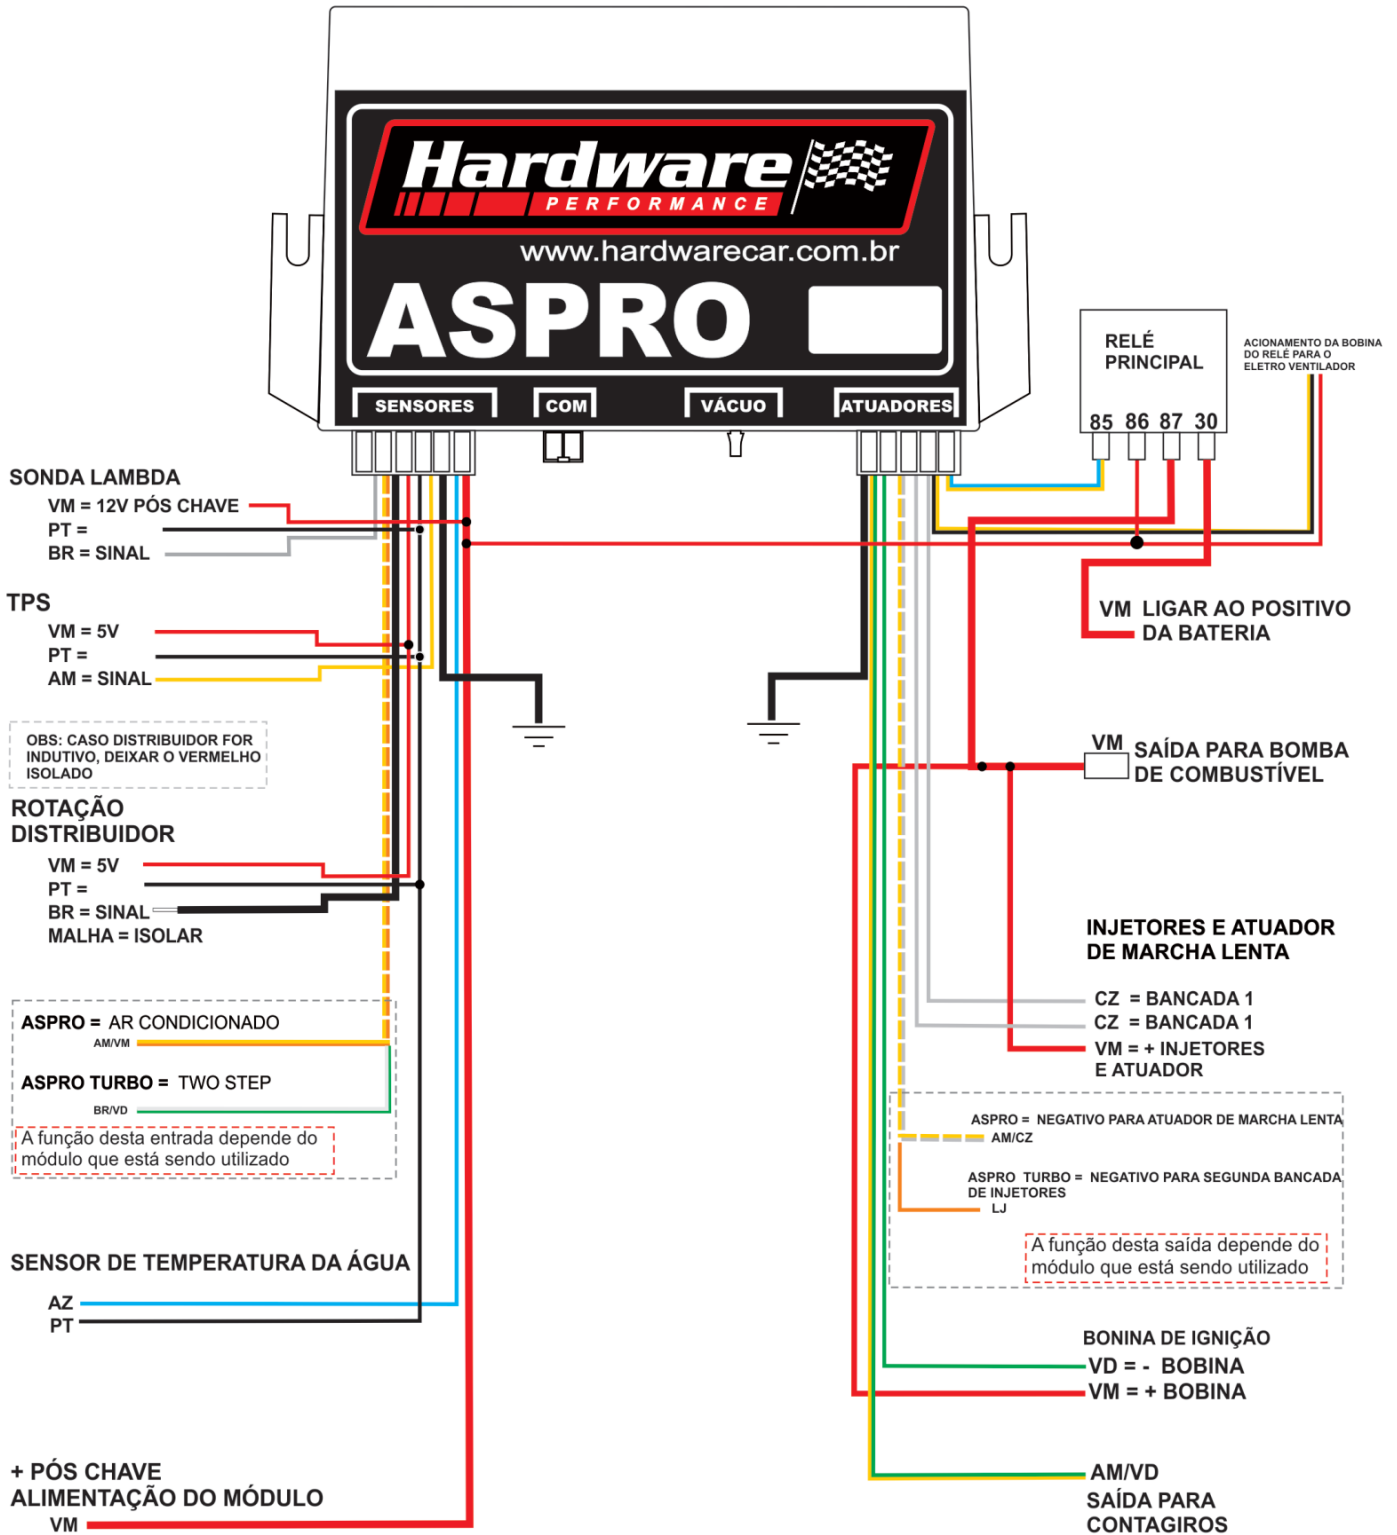 Hardware
PERFORMANCE
www.hardwarecar.com.br
ASPRO
SENSORES
COM
VÁCUO
ATUADORES
RELÉ
PRINCIPAL
85 86 87 30
ACIONAMENTO DA BOBINA
DO RELÉ PARA O
ELETRO VENTILADOR
SONDA LAMBDA
VM = 12V PÓS CHAVE
PT =
BR = SINAL
TPS
VM = 5V
PT =
AM = SINAL
OBS: CASO DISTRIBUIDOR FOR
INDUTIVO, DEIXAR O VERMELHO
ISOLADO
ROTAÇÃO
DISTRIBUIDOR
VM = 5V
PT =
BR = SINAL
MALHA = ISOLAR
ASPRO = AR CONDICIONADO
AM/VM
ASPRO TURBO = TWO STEP
BR/VD
A função desta entrada depende do
módulo que está sendo utilizado
SENSOR DE TEMPERATURA DA ÁGUA
AZ
PT
+ PÓS CHAVE
ALIMENTAÇÃO DO MÓDULO
VM
VM LIGAR AO POSITIVO
DA BATERIA
VM SAÍDA PARA BOMBA
DE COMBUSTÍVEL
INJETORES E ATUADOR
DE MARCHA LENTA
CZ = BANCADA 1
CZ = BANCADA 1
VM = + INJETORES
E ATUADOR
ASPRO = NEGATIVO PARA ATUADOR DE MARCHA LENTA
AM/CZ
ASPRO TURBO = NEGATIVO PARA SEGUNDA BANCADA
DE INJETORES
LJ
A função desta saída depende do
módulo que está sendo utilizado
BONINA DE IGNIÇÃO
VD = - BOBINA
VM = + BOBINA
AM/VD
SAÍDA PARA
CONTAGIROS